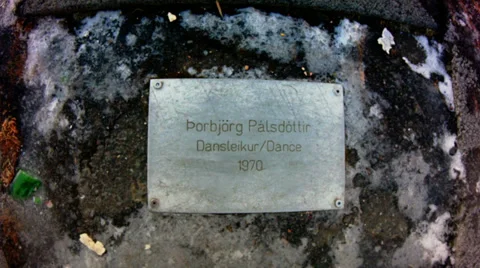 Þorbjörg Pálsdóttir
Dansleikur/Dance
1970